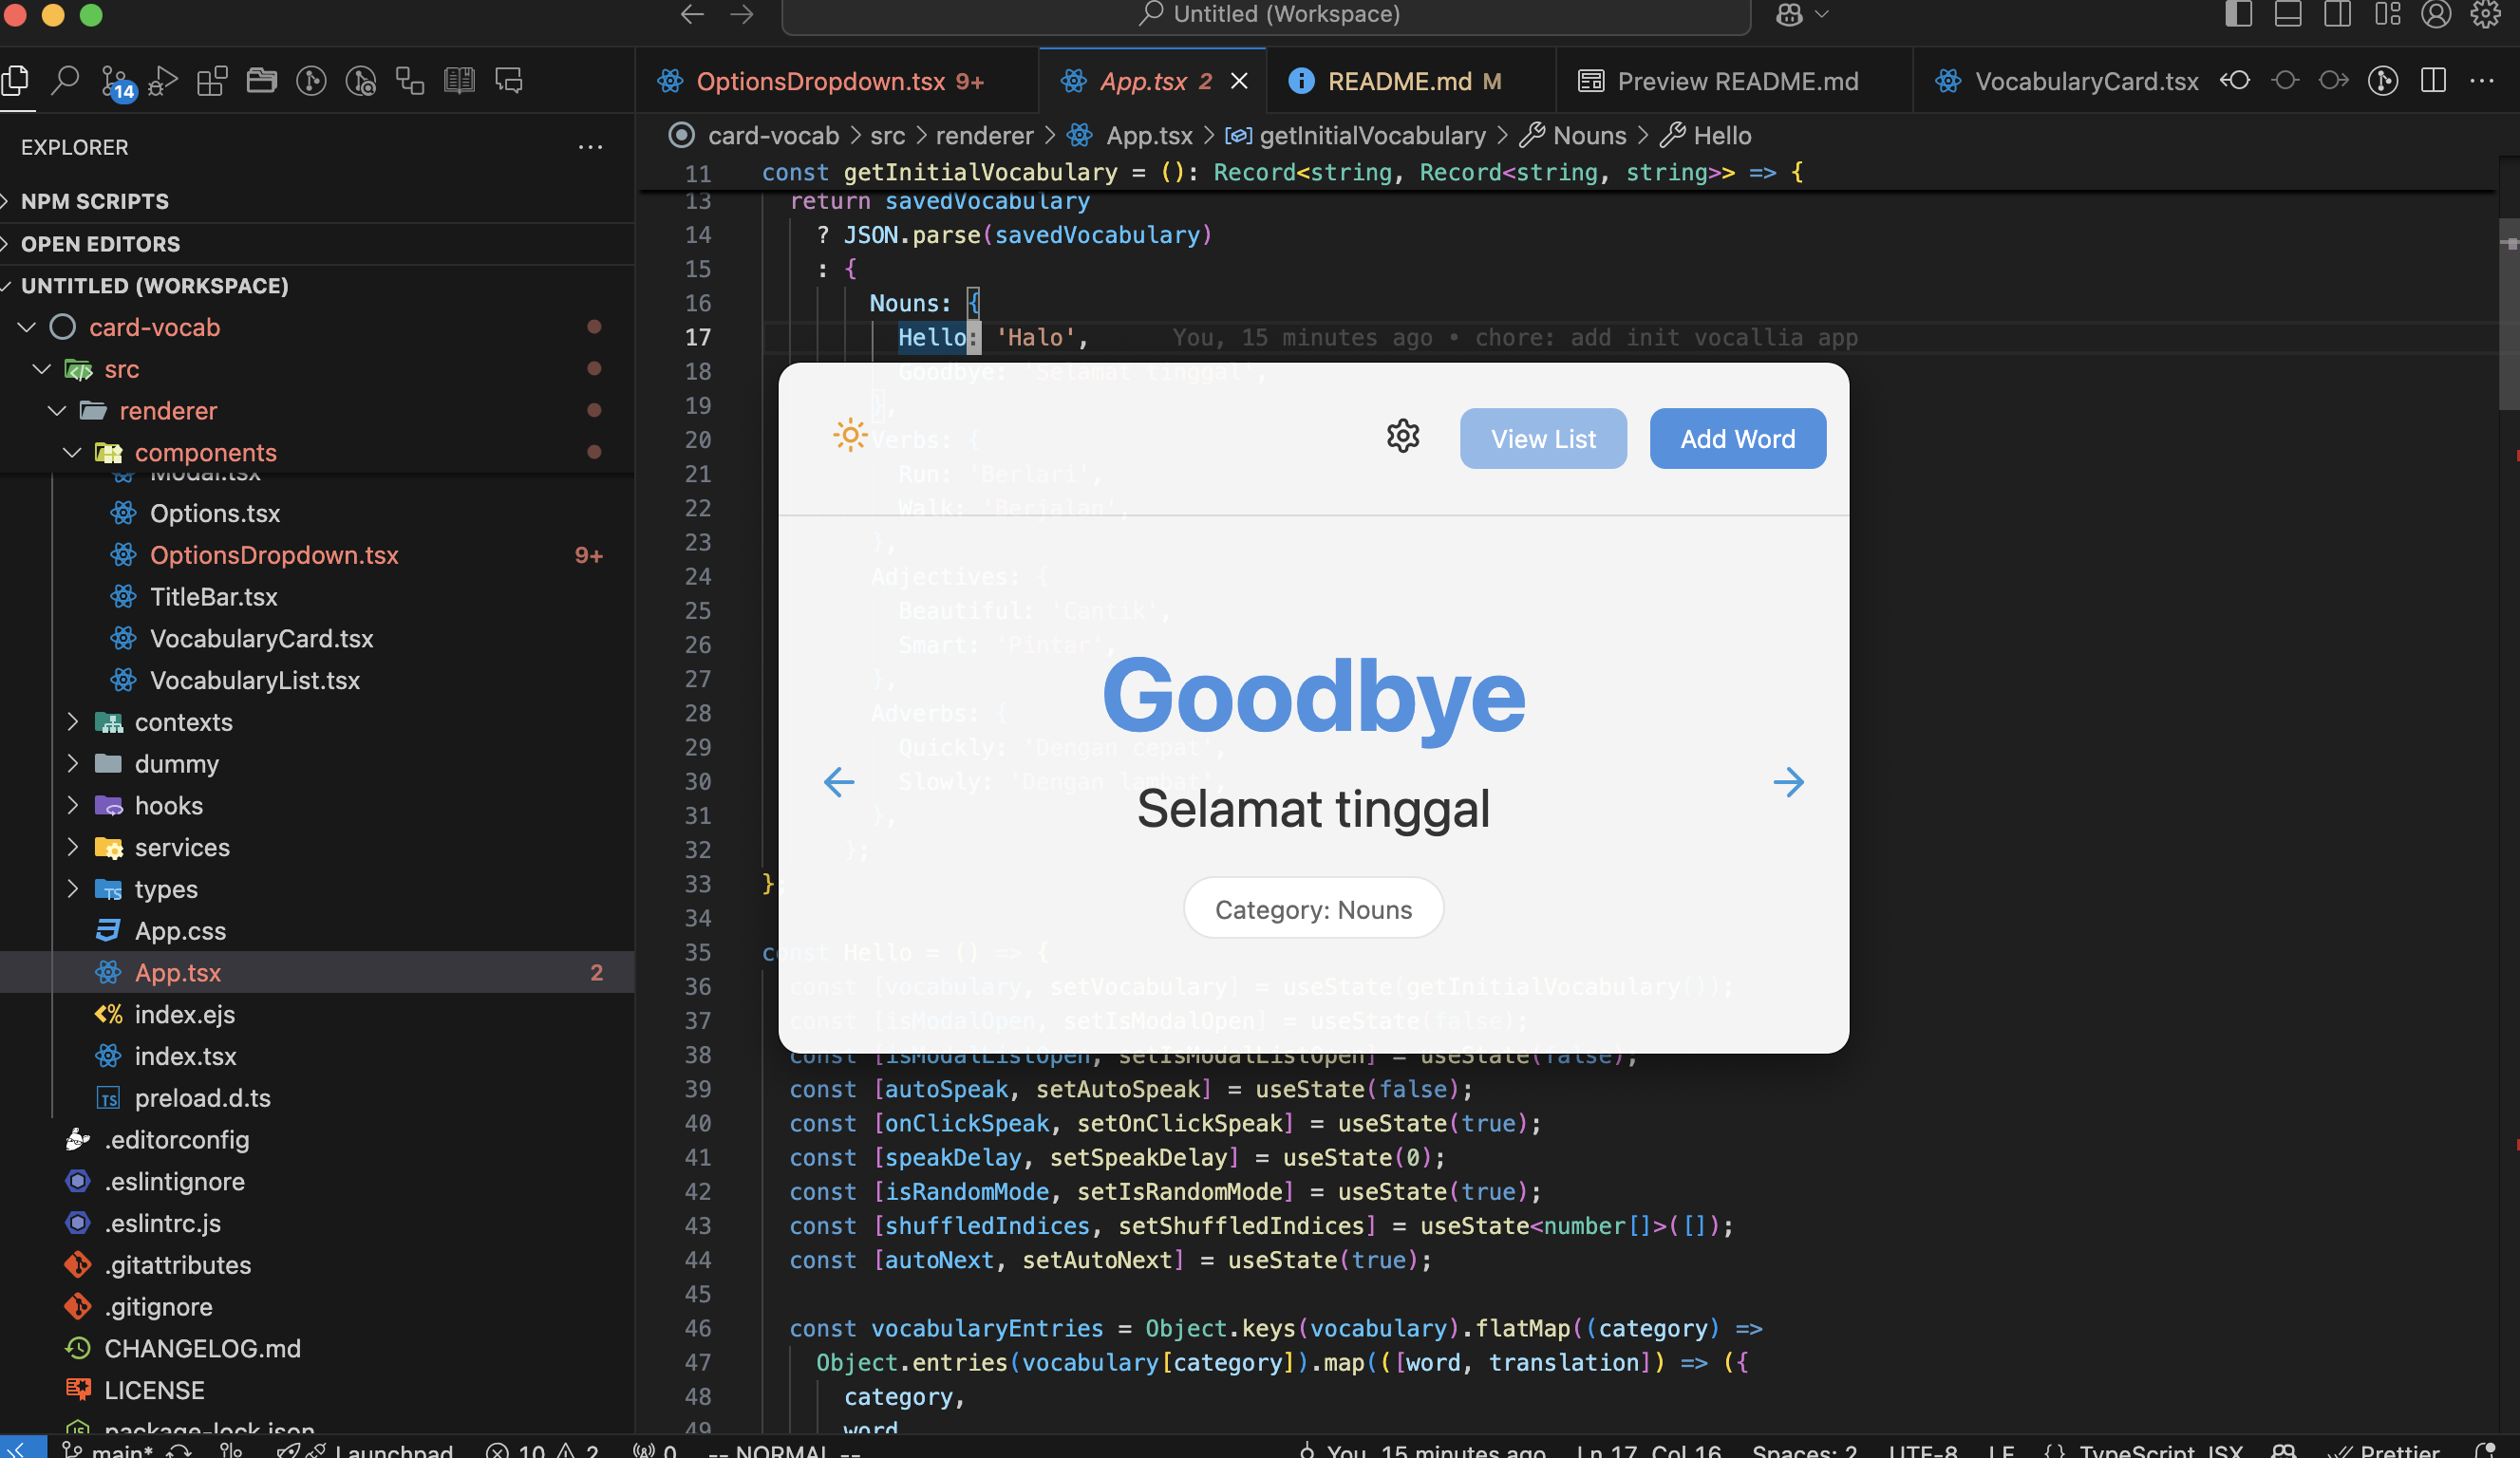 Untitled (Workspace)
14
OptionsDropdown.tsx 9+
App.tsx 2
README.md M
Preview README.md
VocabularyCard.tsx
EXPLORER
NPM SCRIPTS
OPEN EDITORS
UNTITLED (WORKSPACE)
card-vocab
src
renderer
components
Modal.tsx
Options.tsx
OptionsDropdown.tsx 9+
TitleBar.tsx
VocabularyCard.tsx
VocabularyList.tsx
contexts
dummy
hooks
services
types
App.css
App.tsx 2
index.ejs
index.tsx
preload.d.ts
.editorconfig
.eslintignore
.eslintrc.js
.gitattributes
.gitignore
CHANGELOG.md
LICENSE
package-lock.json
card-vocab > src > renderer > App.tsx > getInitialVocabulary > Nouns > Hello
11 const getInitialVocabulary = (): Record<string, Record<string, string>> => {
13 return savedVocabulary
14 ? JSON.parse(savedVocabulary)
15 : {
16 Nouns: {
17 Hello: 'Halo', You, 15 minutes ago • chore: add init vocallia app
18 Goodbye: 'Selamat tinggal',
19 },
20 Verbs: {
21 Run: 'Berlari',
22 Walk: 'Berjalan',
23 },
24 Adjectives: {
25 Beautiful: 'Cantik',
26 Smart: 'Pintar',
27 },
28 Adverbs: {
29 Quickly: 'Dengan cepat',
30 Slowly: 'Dengan lambat',
31 },
32 };
33 }
34
35 const Hello = () => {
36 const [vocabulary, setVocabulary] = useState(getInitialVocabulary());
37 const [isModalOpen, setIsModalOpen] = useState(false);
38 const [isModalListOpen, setIsModalListOpen] = useState(false);
39 const [autoSpeak, setAutoSpeak] = useState(false);
40 const [onClickSpeak, setOnClickSpeak] = useState(true);
41 const [speakDelay, setSpeakDelay] = useState(0);
42 const [isRandomMode, setIsRandomMode] = useState(true);
43 const [shuffledIndices, setShuffledIndices] = useState<number[]>([]);
44 const [autoNext, setAutoNext] = useState(true);
45
46 const vocabularyEntries = Object.keys(vocabulary).flatMap((category) =>
47 Object.entries(vocabulary[category]).map(([word, translation]) => ({
48 category,
49 word
View List
Add Word
Goodbye
Selamat tinggal
Category: Nouns
main* Launchpad 10 2 0 -- NORMAL -- You, 15 minutes ago Ln 17, Col 16 Spaces: 2 UTF-8 LF {} TypeScript JSX Prettier